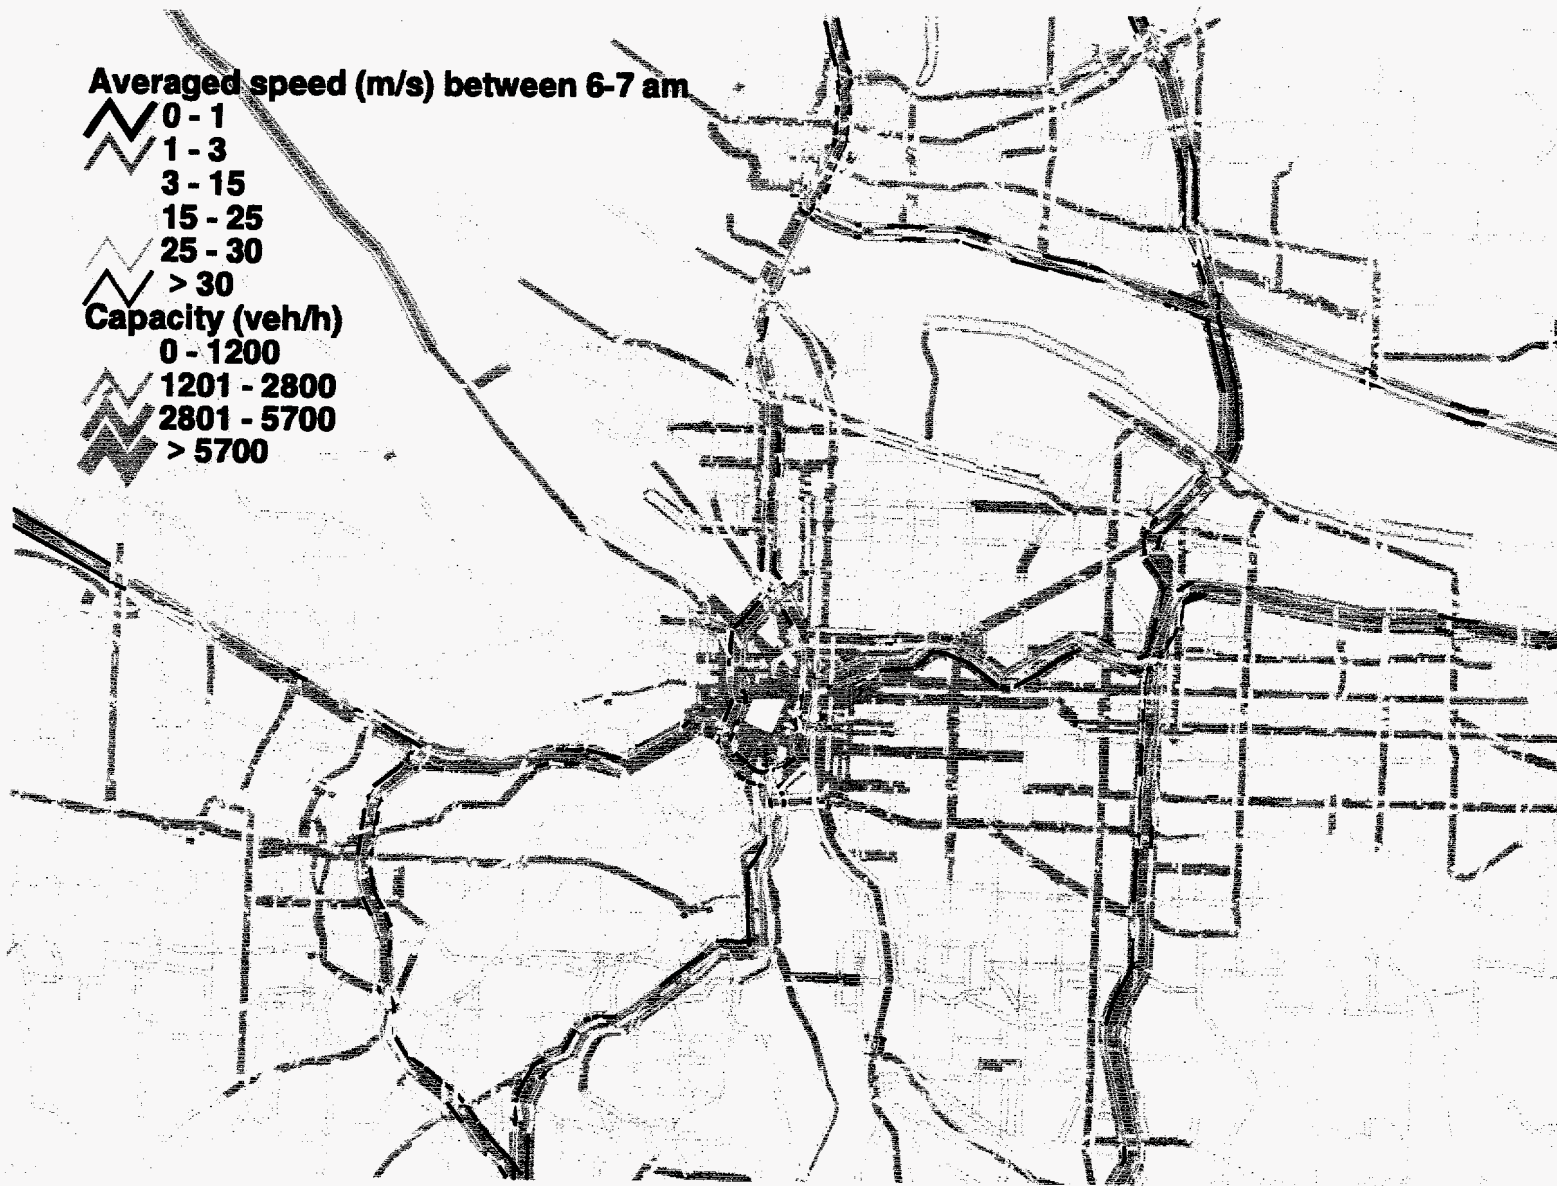 Averaged speed (m/s) between 6-7 am
0 - 1
1 - 3
3 - 15
15 - 25
25 - 30
> 30
Capacity (veh/h)
0 - 1200
1201 - 2800
2801 - 5700
> 5700